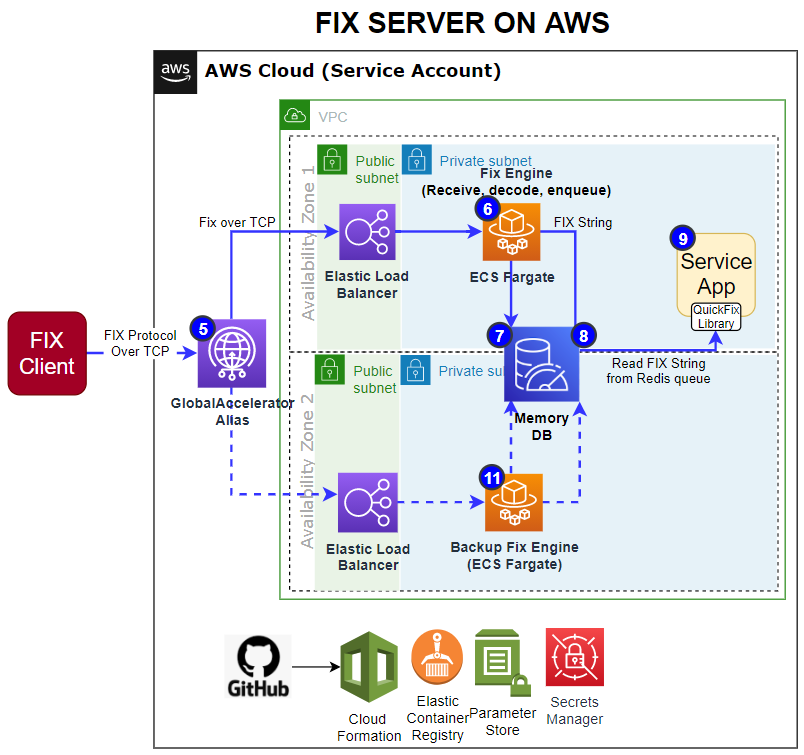 FIX SERVER ON AWS
aws
AWS Cloud (Service Account)
VPC
Availability Zone 1
Public
subnet
Private subnet
Fix Engine
(Receive, decode, enqueue)
6
Fix over TCP
FIX String
Elastic Load
Balancer
ECS Fargate
9
Service
App
QuickFix
Library
FIX
Client
FIX Protocol
Over TCP
5
GlobalAccelerator
Alias
7
8
Read FIX String
from Redis queue
Memory
DB
Availability Zone 2
Public
subnet
Private
11
Elastic Load
Balancer
Backup Fix Engine
(ECS Fargate)
GitHub
Cloud
Formation
Elastic
Container
Registry
Parameter
Store
Secrets
Manager